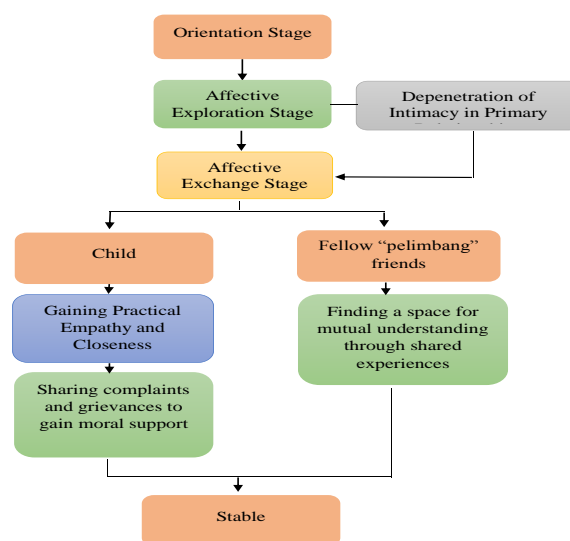 Orientation Stage
Affective
Exploration Stage
Depenetration of
Intimacy in Primary
Affective
Exchange Stage
Child
Fellow “pelimbang”
friends
Gaining Practical
Empathy and
Closeness
Finding a space for
mutual understanding
through shared
experiences
Sharing complaints
and grievances to
gain moral support
Stable